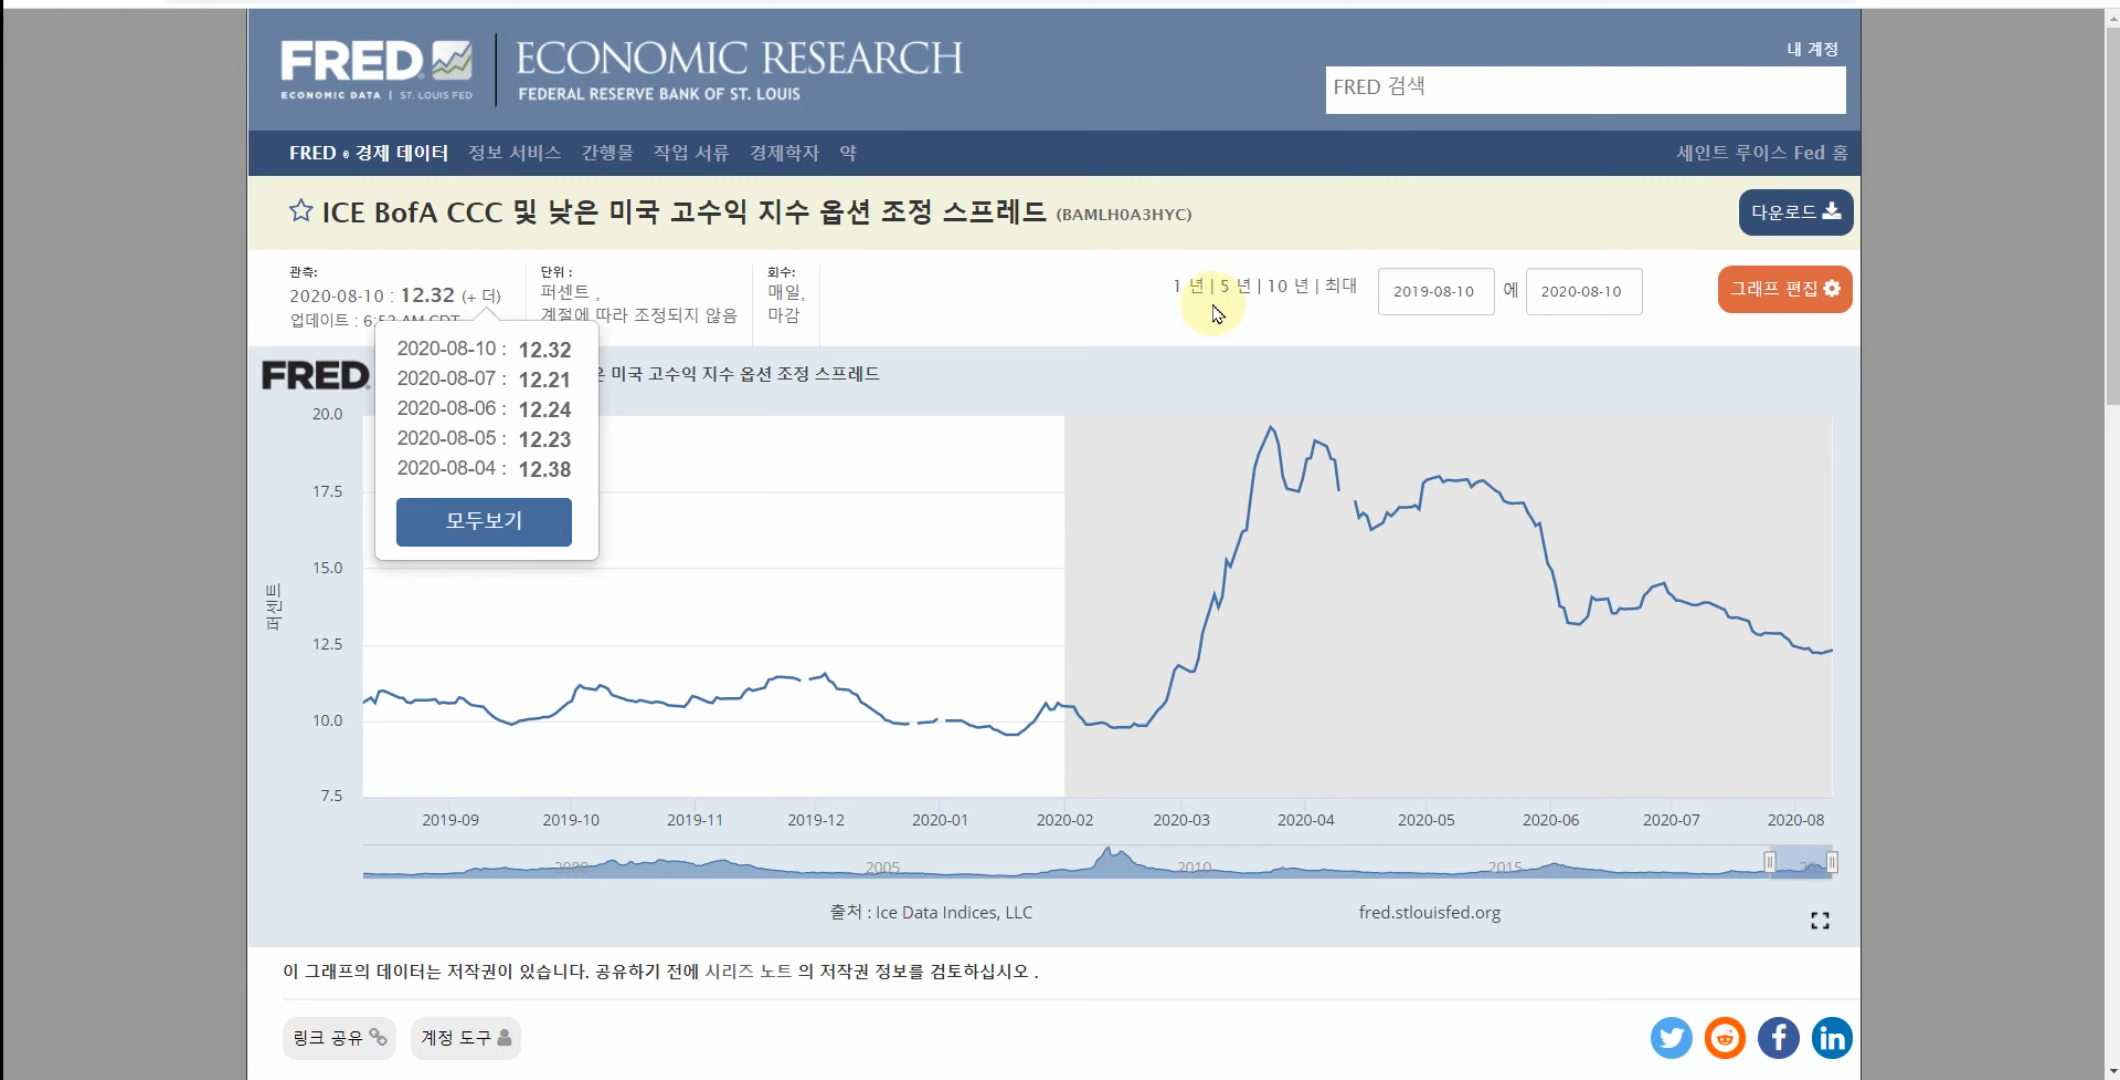 FRED
ECONOMIC DATA | ST. LOUIS FED
ECONOMIC RESEARCH
FEDERAL RESERVE BANK OF ST. LOUIS
내 계정
FRED 검색
FRED ® 경제 데이터 정보 서비스 간행물 작업 서류 경제학자 약 세인트 루이스 Fed 홈
ICE BofA CCC 및 낮은 미국 고수익 지수 옵션 조정 스프레드 (BAMLH0A3HYC)
다운로드
관측:
2020-08-10 : 12.32 (+ 더)
업데이트 : 6:52 AM CDT
단위 :
퍼센트 ,
계절에 따라 조정되지 않음
회수:
매일,
마감
1 년 | 5 년 | 10 년 | 최대
2019-08-10 에 2020-08-10
그래프 편집
2020-08-10 : 12.32
2020-08-07 : 12.21
2020-08-06 : 12.24
2020-08-05 : 12.23
2020-08-04 : 12.38
모두보기
FRED
은 미국 고수익 지수 옵션 조정 스프레드
퍼센트
20.0
17.5
15.0
12.5
10.0
7.5
2019-09 2019-10 2019-11 2019-12 2020-01 2020-02 2020-03 2020-04 2020-05 2020-06 2020-07 2020-08
2000 2005 2010 2015
출처 : Ice Data Indices, LLC
fred.stlouisfed.org
이 그래프의 데이터는 저작권이 있습니다. 공유하기 전에 시리즈 노트 의 저작권 정보를 검토하십시오 .
링크 공유
계정 도구